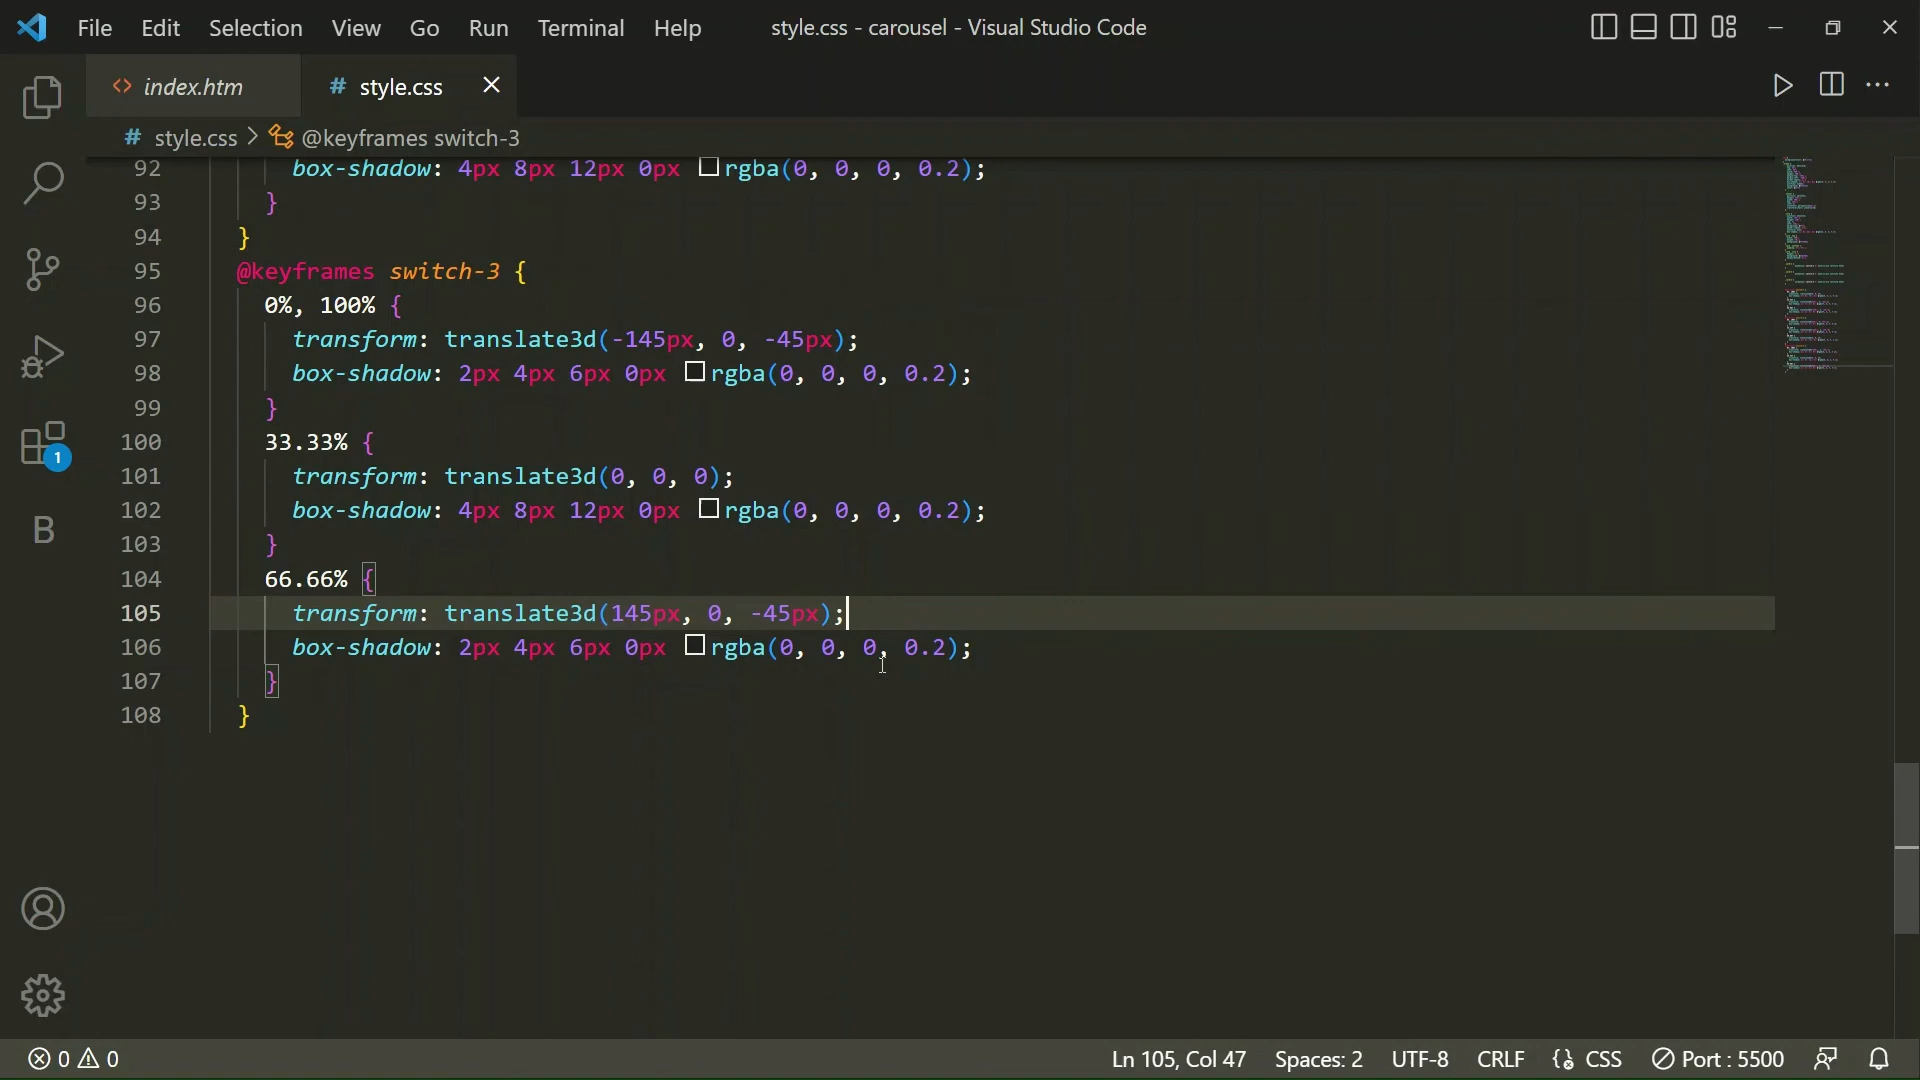 File Edit Selection View Go Run Terminal Help style.css - carousel - Visual Studio Code
<> index.htm # style.css
# style.css > @keyframes switch-3
92 box-shadow: 4px 8px 12px 0px rgba(0, 0, 0, 0.2);
93 }
94 }
95 @keyframes switch-3 {
96 0%, 100% {
97 transform: translate3d(-145px, 0, -45px);
98 box-shadow: 2px 4px 6px 0px rgba(0, 0, 0, 0.2);
99 }
100 33.33% {
101 transform: translate3d(0, 0, 0);
102 box-shadow: 4px 8px 12px 0px rgba(0, 0, 0, 0.2);
103 }
104 66.66% {
105 transform: translate3d(145px, 0, -45px);
106 box-shadow: 2px 4px 6px 0px rgba(0, 0, 0, 0.2);
107 }
108 }
1
B
0 0 Ln 105, Col 47 Spaces: 2 UTF-8 CRLF {} CSS Port : 5500